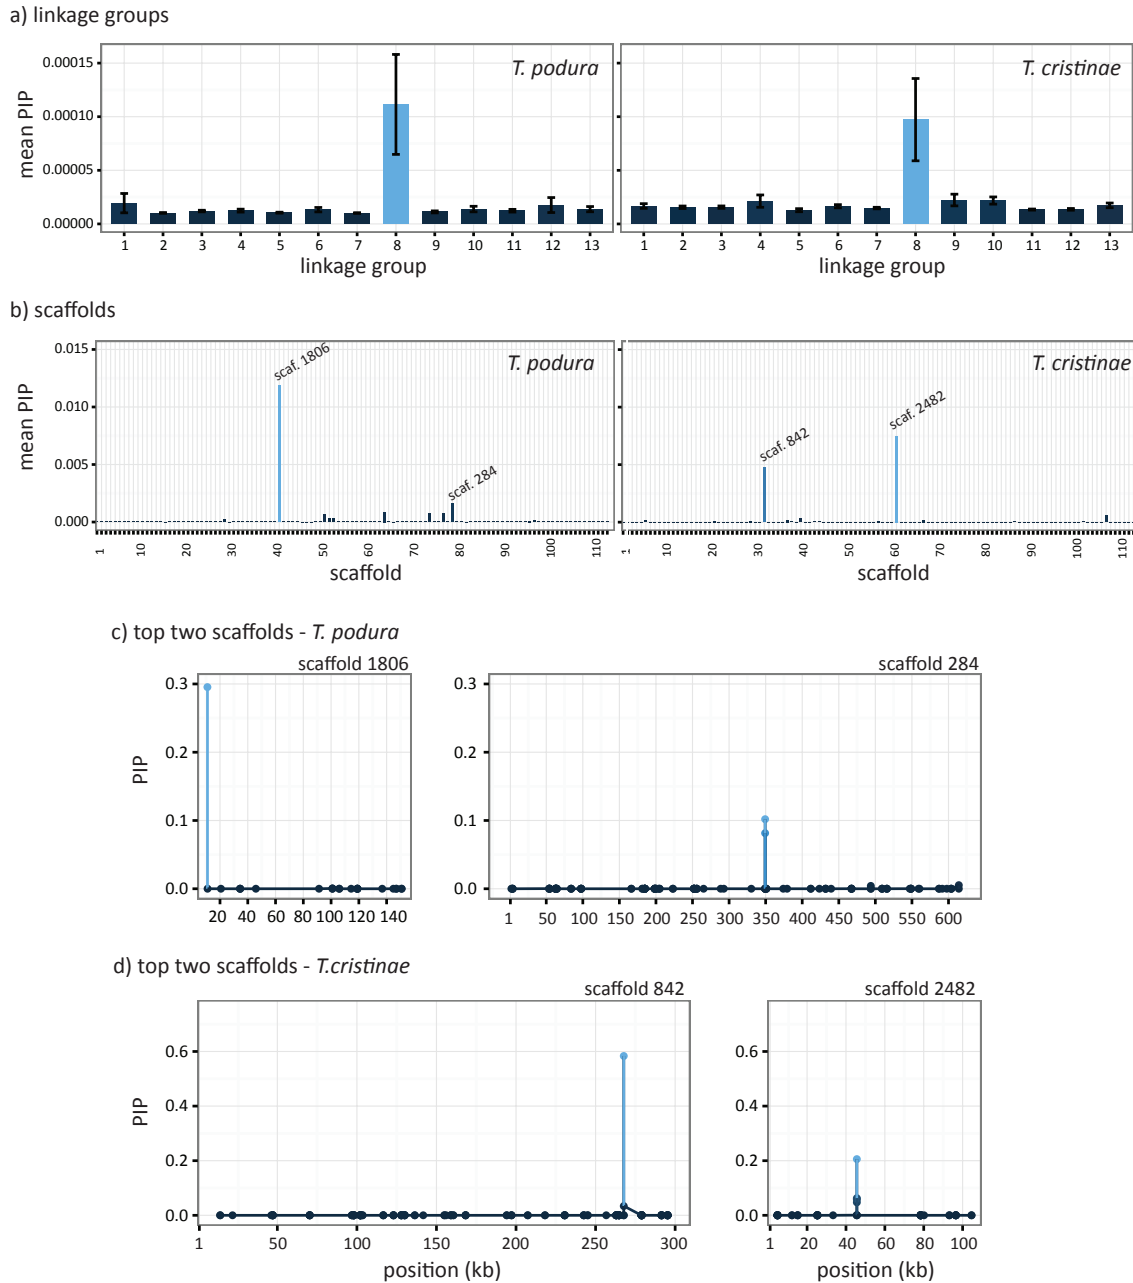 a) linkage groups
T. podura
T. cristinae
mean PIP
0.00015
0.00010
0.00005
0.00000
1 2 3 4 5 6 7 8 9 10 11 12 13
1 2 3 4 5 6 7 8 9 10 11 12 13
linkage group
linkage group
b) scaffolds
T. podura
T. cristinae
mean PIP
0.015
0.010
0.005
0.000
scaf. 1806
scaf. 284
scaf. 842
scaf. 2482
1 10 20 30 40 50 60 70 80 90 100 110
1 10 20 30 40 50 60 70 80 90 100 110
scaffold
scaffold
c) top two scaffolds - T. podura
scaffold 1806
scaffold 284
PIP
0.3
0.2
0.1
0.0
0.3
0.2
0.1
0.0
20 40 60 80 100 120 140
1 50 100 150 200 250 300 350 400 450 500 550 600
d) top two scaffolds - T.cristinae
scaffold 842
scaffold 2482
PIP
0.6
0.4
0.2
0.0
0.6
0.4
0.2
0.0
1 50 100 150 200 250 300
1 20 40 60 80 100
position (kb)
position (kb)